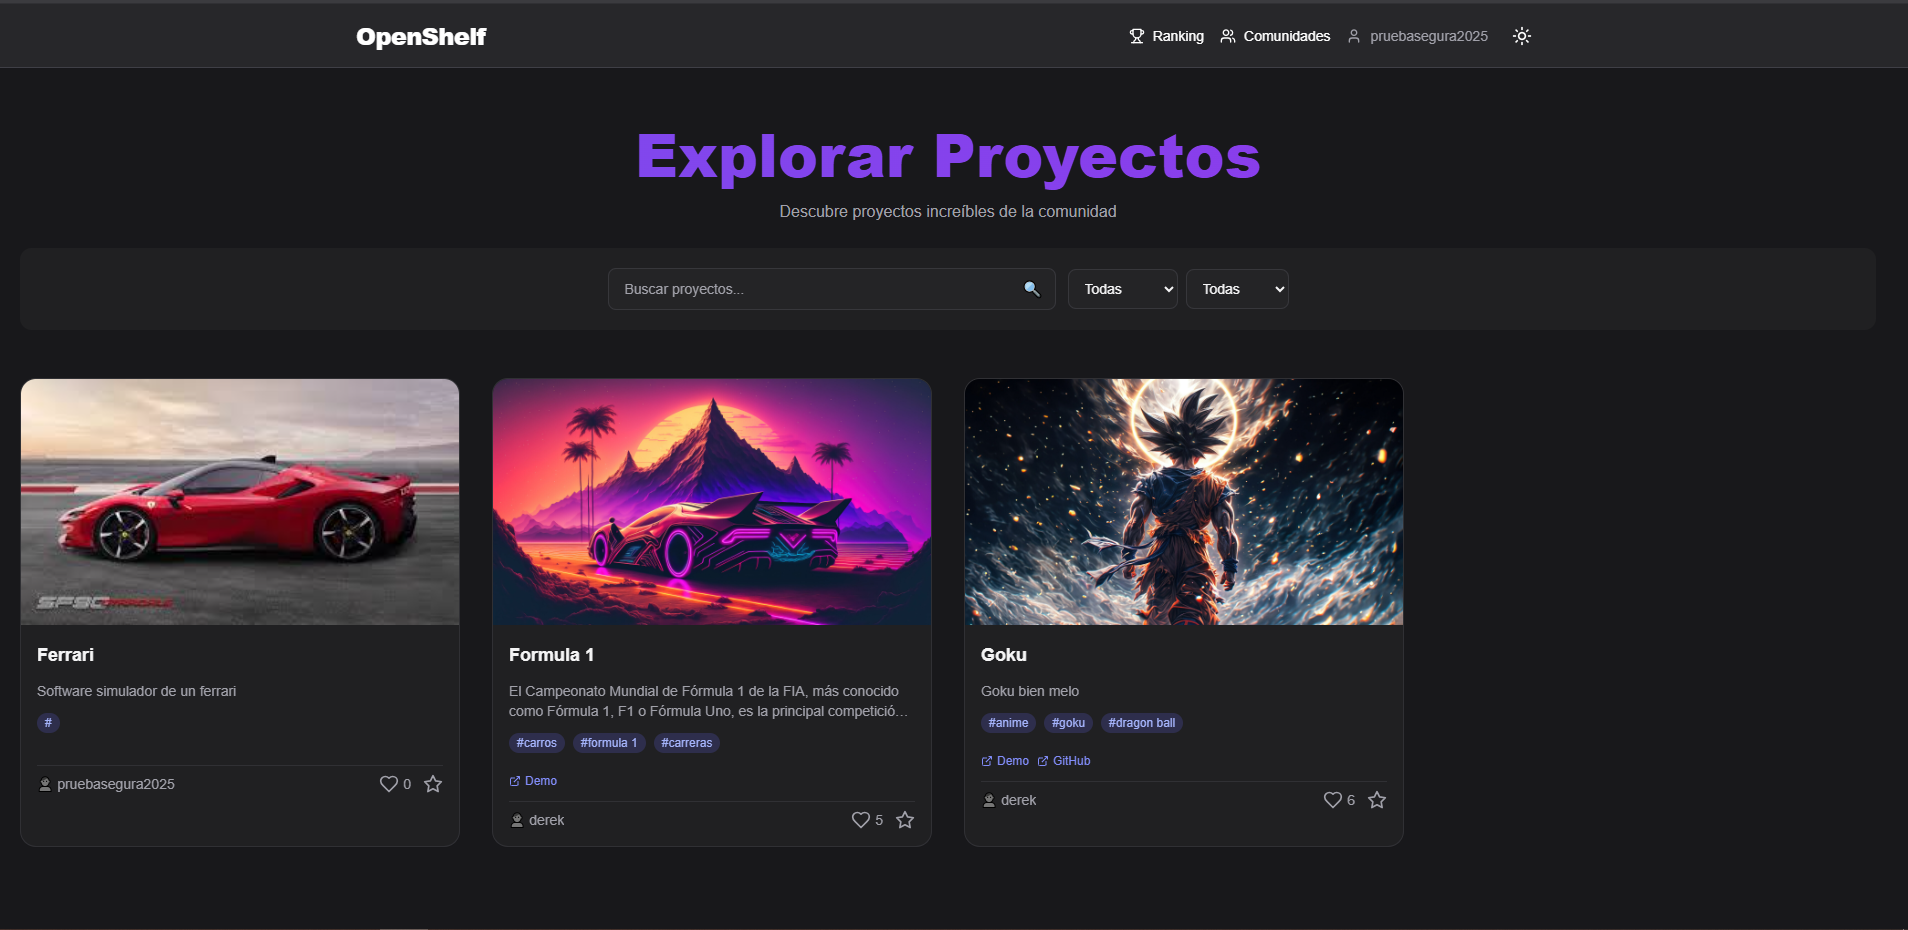 OpenShelf
Ranking
Comunidades
pruebasegura2025
Explorar Proyectos
Descubre proyectos increíbles de la comunidad
Buscar proyectos...
Todas
Todas
Ferrari
Software simulador de un ferrari
#
pruebasegura2025
0
Formula 1
El Campeonato Mundial de Fórmula 1 de la FIA, más conocido
como Fórmula 1, F1 o Fórmula Uno, es la principal competició...
#carros #formula 1 #carreras
Demo
derek
5
Goku
Goku bien melo
#anime #goku #dragon ball
Demo GitHub
derek
6